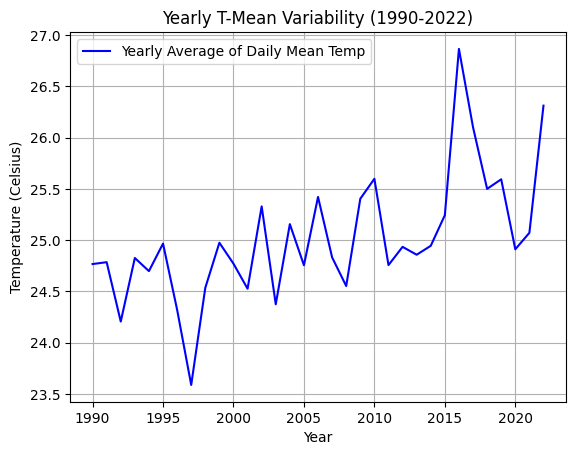 Yearly T-Mean Variability (1990-2022)
Yearly Average of Daily Mean Temp
27.0
26.5
26.0
25.5
25.0
24.5
24.0
23.5
Temperature (Celsius)
1990 1995 2000 2005 2010 2015 2020
Year